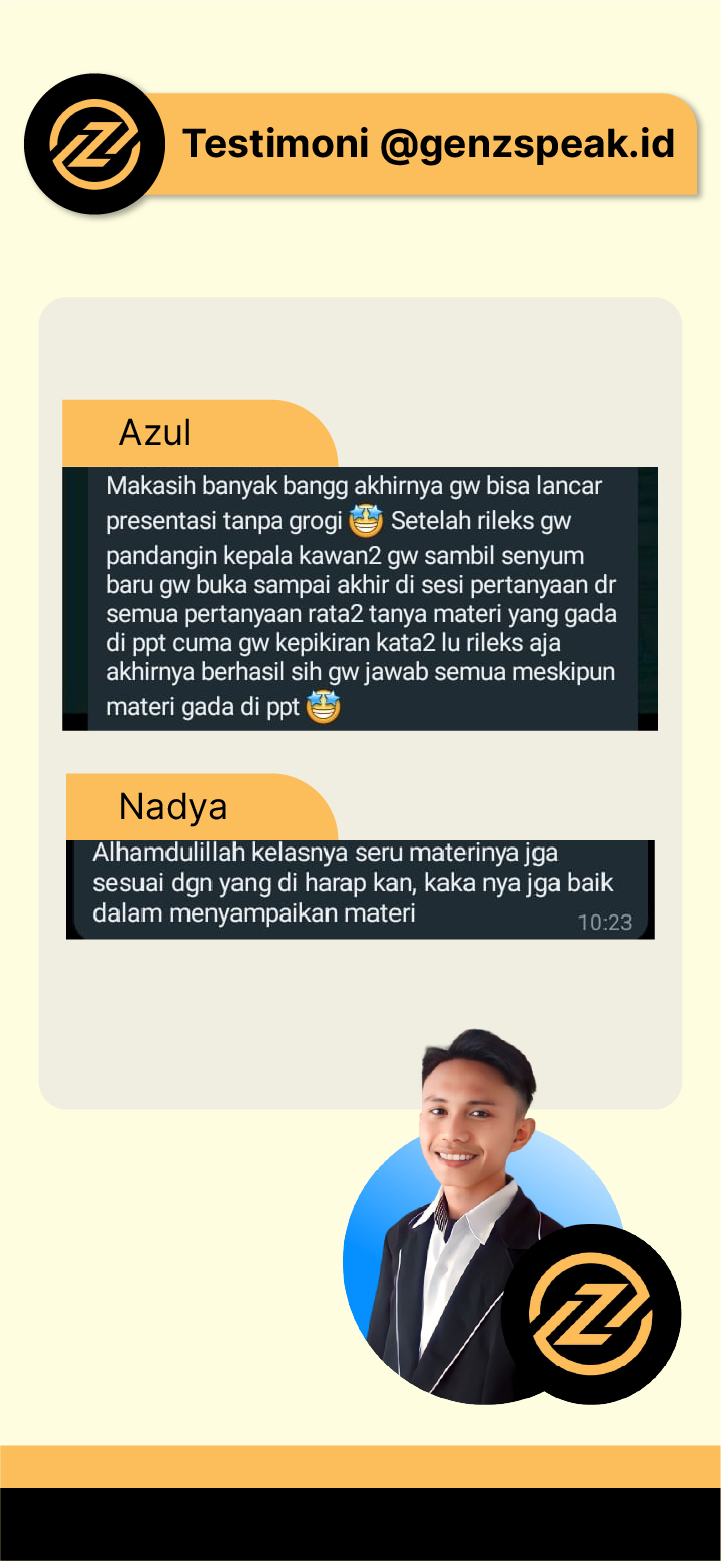 Testimoni @genzspeak.id
Azul
Makasih banyak bangg akhirnya gw bisa lancar
presentasi tanpa grogi 🤩 Setelah rileks gw
pandangin kepala kawan2 gw sambil senyum
baru gw buka sampai akhir di sesi pertanyaan dr
semua pertanyaan rata2 tanya materi yang gada
di ppt cuma gw kepikiran kata2 lu rileks aja
akhirnya berhasil sih gw jawab semua meskipun
materi gada di ppt 🤩
Nadya
Alhamdulillah kelasnya seru materinya jga
sesuai dgn yang di harap kan, kaka nya jga baik
dalam menyampaikan materi
10:23